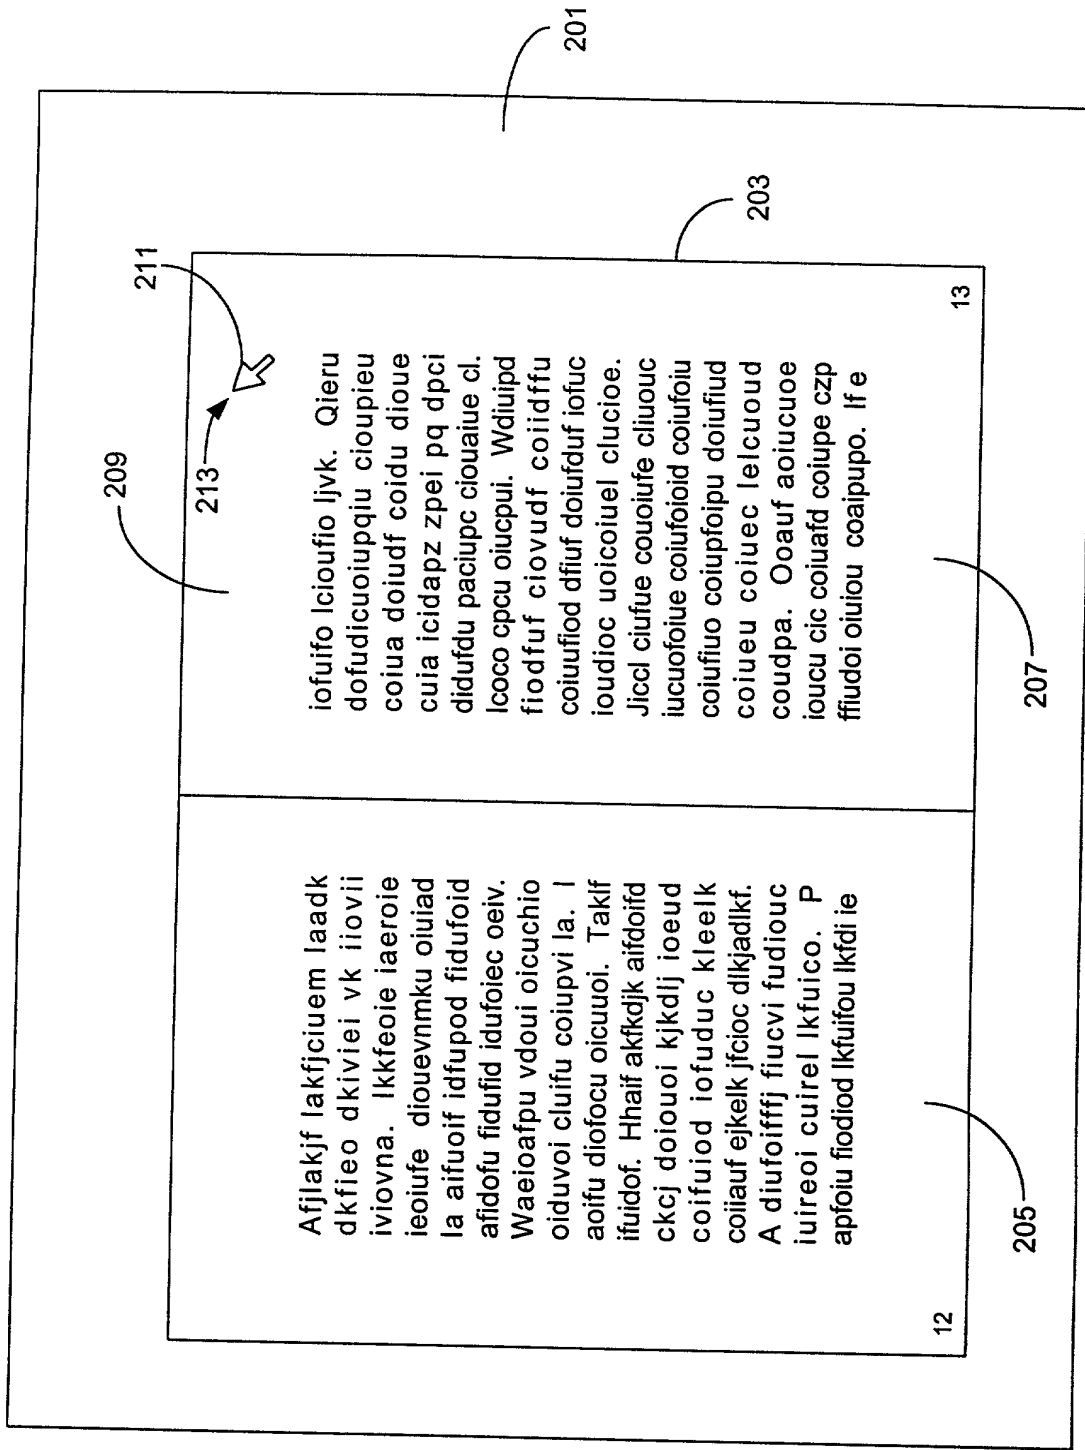 201
203
211
213
209
Afjlakjf lakfjciuem laadk
dkfieo dkiviei vk iiovii
iviovna. Ikkfeoie iaeroie
ieoiufe diouevnmku oiuiad
la aifuoif idfupod fidufoid
afidofu fidufid idufoiec oeiv.
Waeioafpu vdoui oicuchio
oiduvoi cluifu coiupvi la. I
aoifu diofocu oicuuoi. Taklf
ifuidof. Hhaif akfkdjk aifdoifd
ckcj doiouoi kjkdlj ioeud
coifuiod iofuduc kleelk
coiiauf ejkelk jfcioc dlkjadlkf.
A diufoifffj fiucvi fudiouc
iuireoi cuirel lkfuico. P
apfoiu fiodiod lkfuifou lkfdi ie
12
iofuifo lcioufio ljvk. Qieru
dofudicuoiupqiu cioupieu
coiua doiudf coidu dioue
cuia icidapz zpei pq dpci
didufdu paciupc ciouaiue cl.
Icoco cpcu oiucpui. Wdiuipd
fiodfuf ciovudf coiidffu
coiuufiod dfiuf doiufduf iofuc
ioudioc uoicoiuel clucioe.
Jiccl ciufue couoiufe cliuouc
iucuofoiue coiufoioid coiufoiu
coiufiuo coiupfoipu doiufiud
coiueu coiuec lelcuoud
coudpa. Ooauf aoiucuoe
ioucu cic coiuafd coiupe czp
ffiudoi oiuiou coaipupo. If e
13
205
207